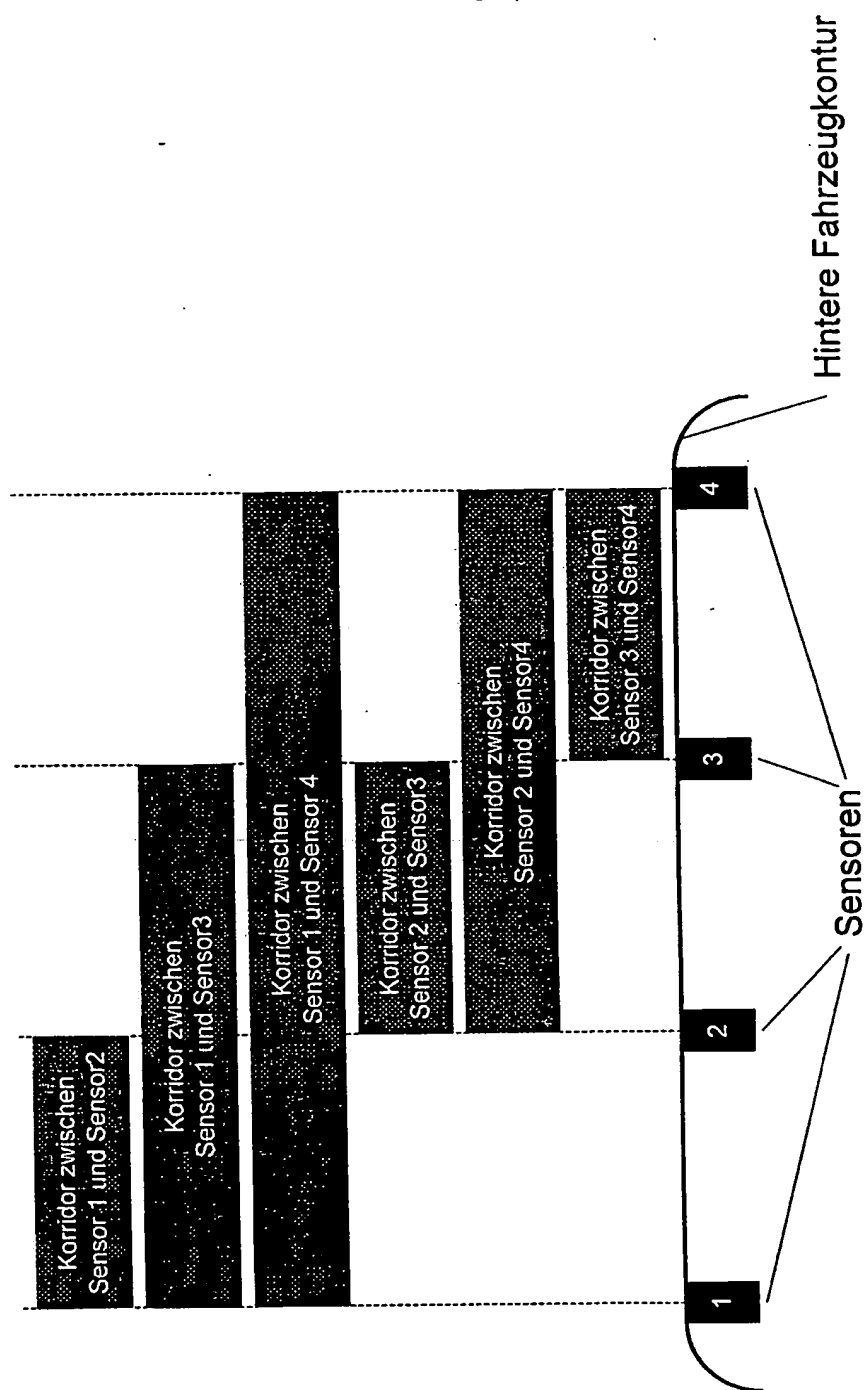 Korridor zwischen
Sensor 1 und Sensor2
Korridor zwischen
Sensor 1 und Sensor3
Korridor zwischen
Sensor 1 und Sensor 4
Korridor zwischen
Sensor 2 und Sensor3
Korridor zwischen
Sensor 2 und Sensor4
Korridor zwischen
Sensor 3 und Sensor4
1
2
3
4
Sensoren
Hintere Fahrzeugkontur